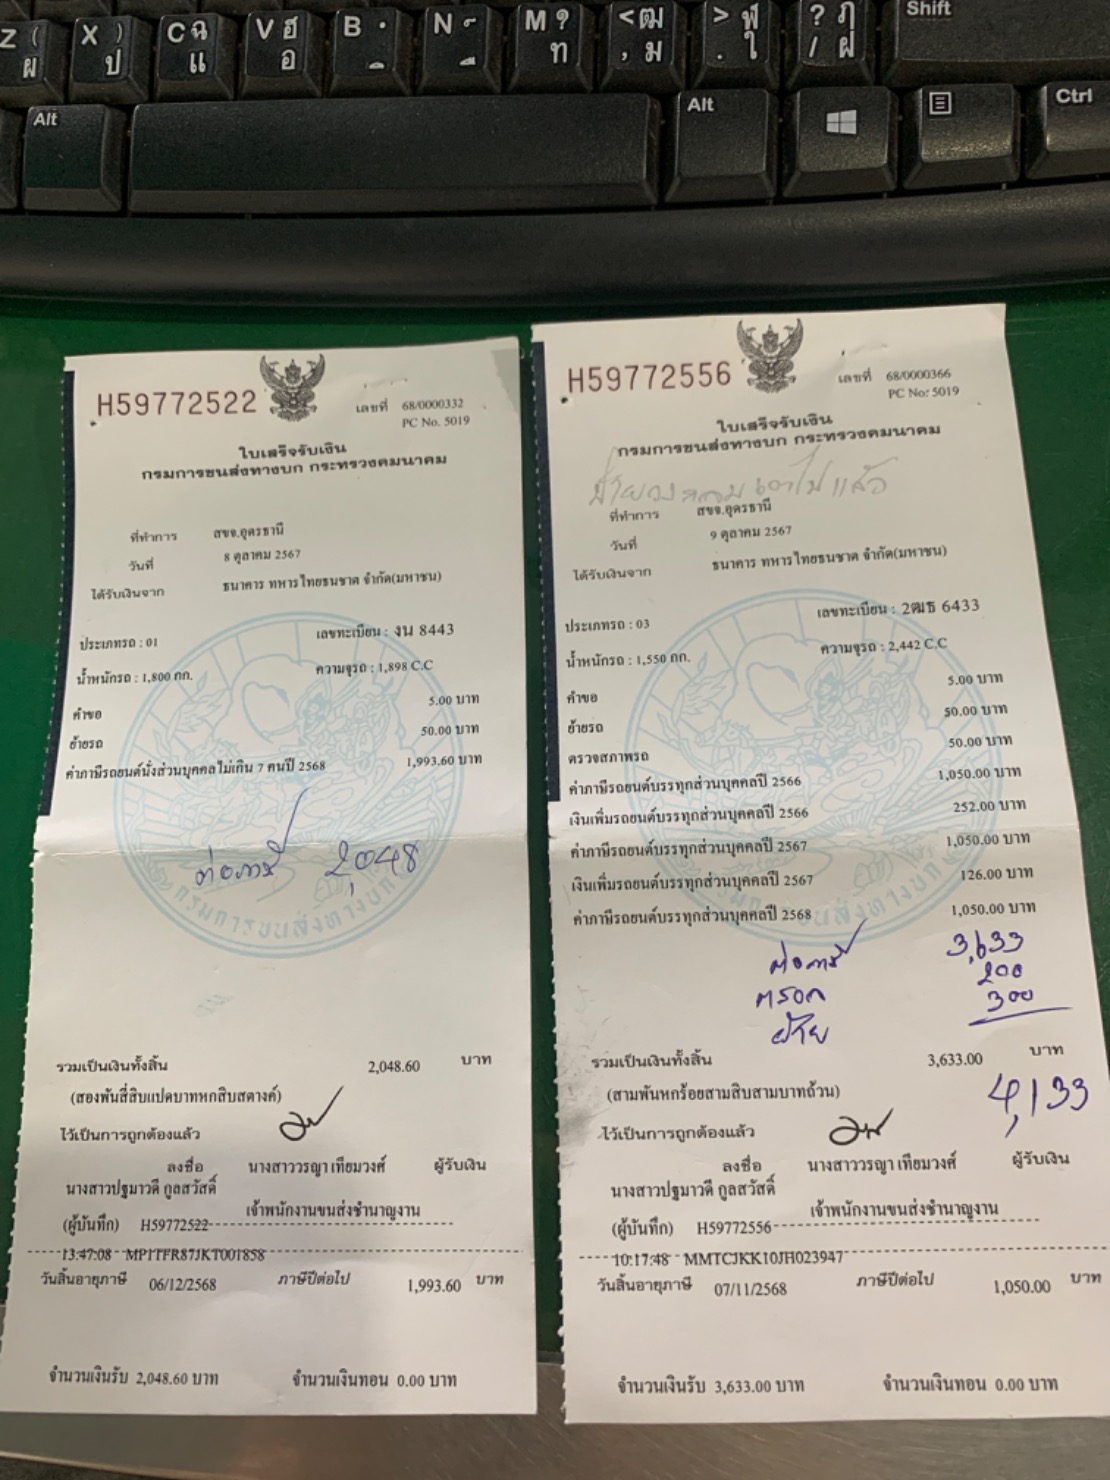 Z ( ผ
X ) ป
C ฉ แ
V ฮ อ
B
N
M ? ท
< ฒ , ม
> ฬ . ใ
? ฦ / ฝ
Shift
Alt
Alt
Ctrl
H59772522
เลขที่ 68/0000332
PC No. 5019
ใบเสร็จรับเงิน
กรมการขนส่งทางบก กระทรวงคมนาคม
ที่ทำการ สขจ.อุดรธานี
วันที่ 8 ตุลาคม 2567
ได้รับเงินจาก ธนาคาร ทหารไทยธนชาต จำกัด(มหาชน)
ประเภทรถ : 01 เลขทะเบียน : งน 8443
น้ำหนักรถ : 1,800 กก. ความจุรถ : 1,898 C.C
คำขอ 5.00 บาท
ย้ายรถ 50.00 บาท
ค่าภาษีรถยนต์นั่งส่วนบุคคลไม่เกิน 7 คนปี 2568 1,993.60 บาท
ต่อภาษี 2,048
กรมการขนส่งทางบก
รวมเป็นเงินทั้งสิ้น 2,048.60 บาท
(สองพันสี่สิบแปดบาทหกสิบสตางค์)
ไว้เป็นการถูกต้องแล้ว
ลงชื่อ นางสาววรญา เทียมวงศ์ ผู้รับเงิน
นางสาวปฐมาวดี กูลสวัสดิ์
เจ้าพนักงานขนส่งชำนาญงาน
(ผู้บันทึก) H59772522
13:47:08 MP1TFR87JKT001858
วันสิ้นอายุภาษี 06/12/2568 ภาษีปีต่อไป 1,993.60 บาท
จำนวนเงินรับ 2,048.60 บาท จำนวนเงินทอน 0.00 บาท
H59772556
เลขที่ 68/0000366
PC No: 5019
ใบเสร็จรับเงิน
กรมการขนส่งทางบก กระทรวงคมนาคม
เอาไปแล้ว
ที่ทำการ สขจ.อุดรธานี
วันที่ 9 ตุลาคม 2567
ได้รับเงินจาก ธนาคาร ทหารไทยธนชาต จำกัด(มหาชน)
ประเภทรถ : 03 เลขทะเบียน : 2ฒธ 6433
น้ำหนักรถ : 1,550 กก. ความจุรถ : 2,442 C.C
คำขอ 5.00 บาท
ย้ายรถ 50.00 บาท
ตรวจสภาพรถ 50.00 บาท
ค่าภาษีรถยนต์บรรทุกส่วนบุคคลปี 2566 1,050.00 บาท
เงินเพิ่มรถยนต์บรรทุกส่วนบุคคลปี 2566 252.00 บาท
ค่าภาษีรถยนต์บรรทุกส่วนบุคคลปี 2567 1,050.00 บาท
เงินเพิ่มรถยนต์บรรทุกส่วนบุคคลปี 2567 126.00 บาท
ค่าภาษีรถยนต์บรรทุกส่วนบุคคลปี 2568 1,050.00 บาท
ต่อภาษี 3,633
ตรอก 200
ย้าย 300
กรมการขนส่งทางบก
รวมเป็นเงินทั้งสิ้น 3,633.00 บาท
(สามพันหกร้อยสามสิบสามบาทถ้วน)
4,133
ไว้เป็นการถูกต้องแล้ว
ลงชื่อ นางสาววรญา เทียมวงศ์ ผู้รับเงิน
นางสาวปฐมาวดี กูลสวัสดิ์
เจ้าพนักงานขนส่งชำนาญงาน
(ผู้บันทึก) H59772556
10:17:48 MMTCJKK10JH023947
วันสิ้นอายุภาษี 07/11/2568 ภาษีปีต่อไป 1,050.00 บาท
จำนวนเงินรับ 3,633.00 บาท จำนวนเงินทอน 0.00 บาท